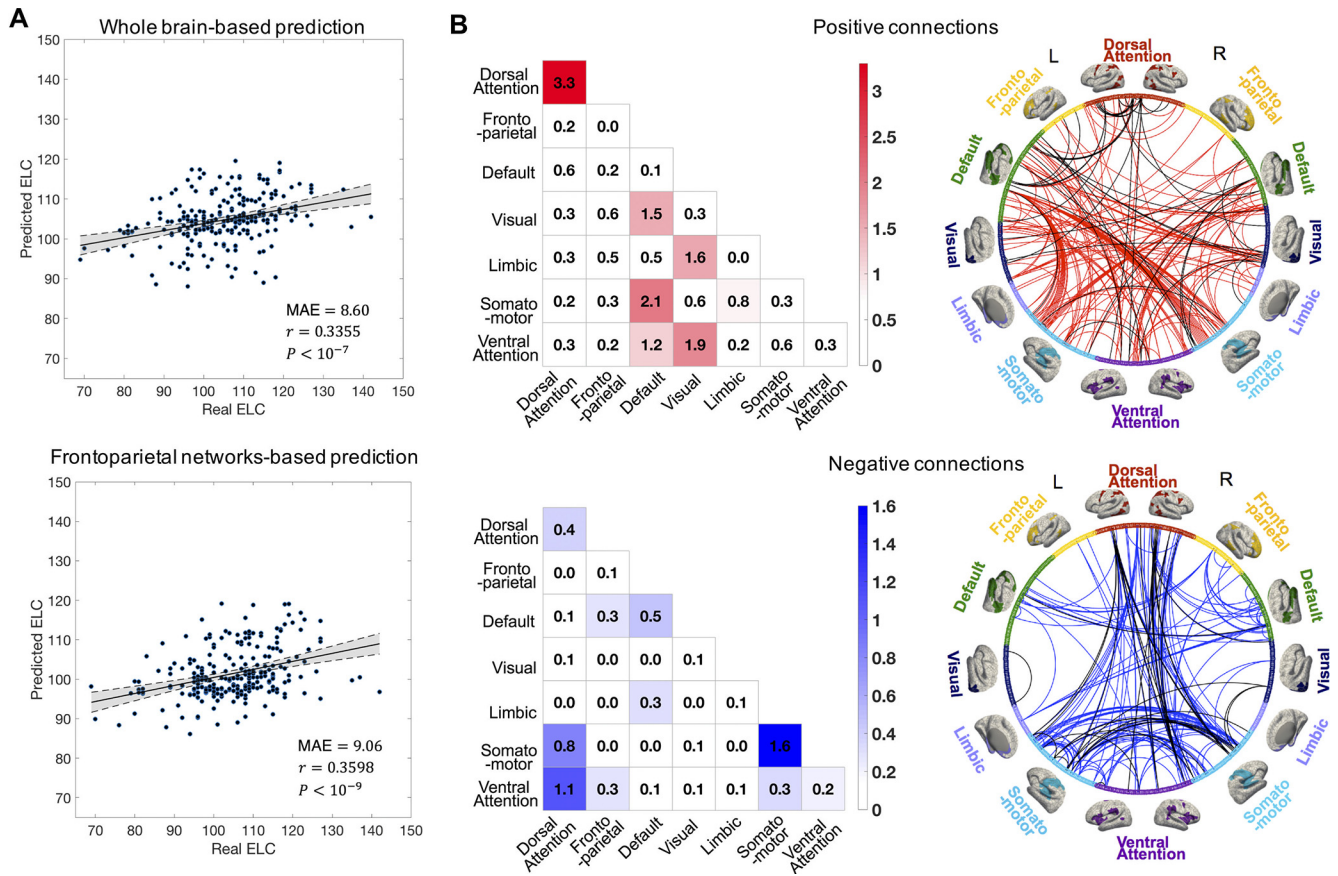 A
Whole brain-based prediction
150
140
130
120
110
100
90
80
70
Predicted ELC
MAE = 8.60
r = 0.3355
P < 10⁻⁷
70 80 90 100 110 120 130 140 150
Real ELC
Frontoparietal networks-based prediction
150
140
130
120
110
100
90
80
70
Predicted ELC
MAE = 9.06
r = 0.3598
P < 10⁻⁹
70 80 90 100 110 120 130 140 150
Real ELC
B
Positive connections
Dorsal
Attention
3.3
Fronto
-parietal
0.2 0.0
Default
0.6 0.2 0.1
Visual
0.3 0.6 1.5 0.3
Limbic
0.3 0.5 0.5 1.6 0.0
Somato
-motor
0.2 0.3 2.1 0.6 0.8 0.3
Ventral
Attention
0.3 0.2 1.2 1.9 0.2 0.6 0.3
Dorsal
Attention
Fronto
-parietal
Default
Visual
Limbic
Somato
-motor
Ventral
Attention
3
2.5
2
1.5
1
0.5
0
L
R
Dorsal
Attention
Fronto
-parietal
Fronto
-parietal
Default
Default
Visual
Visual
Limbic
Limbic
Somato
-motor
Somato
-motor
Ventral
Attention
Negative connections
Dorsal
Attention
0.4
Fronto
-parietal
0.0 0.1
Default
0.1 0.3 0.5
Visual
0.1 0.0 0.0 0.1
Limbic
0.0 0.0 0.3 0.0 0.1
Somato
-motor
0.8 0.0 0.0 0.1 0.0 1.6
Ventral
Attention
1.1 0.3 0.1 0.1 0.1 0.3 0.2
Dorsal
Attention
Fronto
-parietal
Default
Visual
Limbic
Somato
-motor
Ventral
Attention
1.6
1.4
1.2
1
0.8
0.6
0.4
0.2
0
L
R
Dorsal
Attention
Fronto
-parietal
Fronto
-parietal
Default
Default
Visual
Visual
Limbic
Limbic
Somato
-motor
Somato
-motor
Ventral
Attention